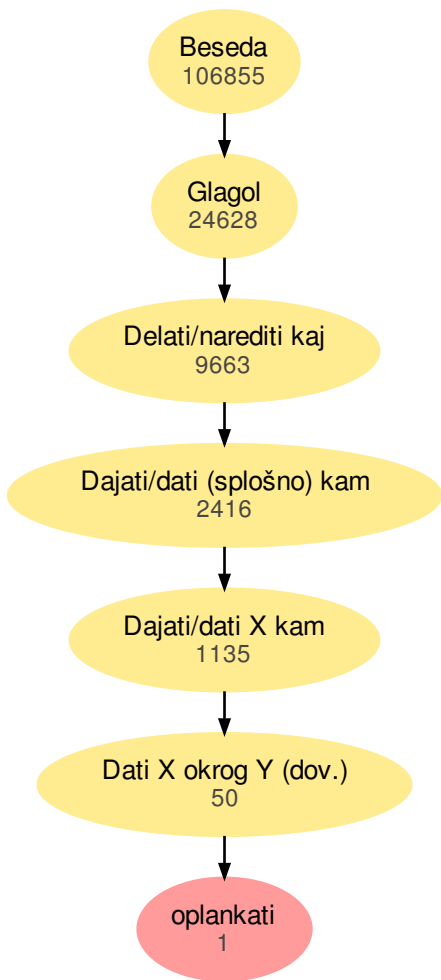 Beseda
106855
Glagol
24628
Delati/narediti kaj
9663
Dajati/dati (splošno) kam
2416
Dajati/dati X kam
1135
Dati X okrog Y (dov.)
50
oplankati
1